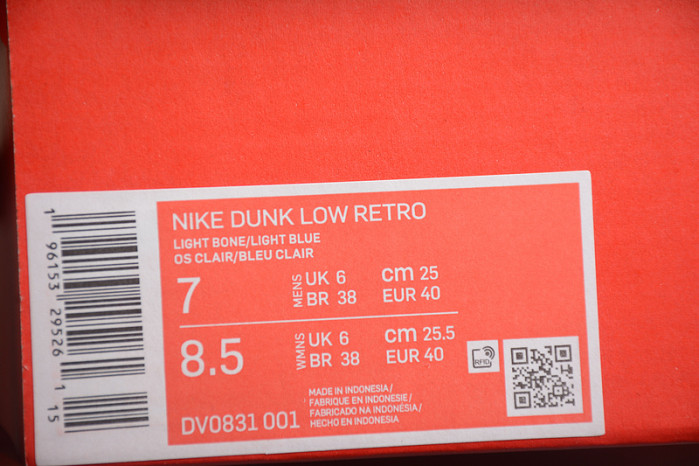 NIKE DUNK LOW RETRO
LIGHT BONE/LIGHT BLUE
OS CLAIR/BLEU CLAIR
7 MENS UK 6 cm 25
BR 38 EUR 40
8.5 WMNS UK 6 cm 25.5
BR 38 EUR 40
RFID
DV0831 001
MADE IN INDONESIA/
FABRIQUE EN INDONESIE/
FABRICADO NA INDONÉSIA/
HECHO EN INDONESIA
1 96153 29526 1 15